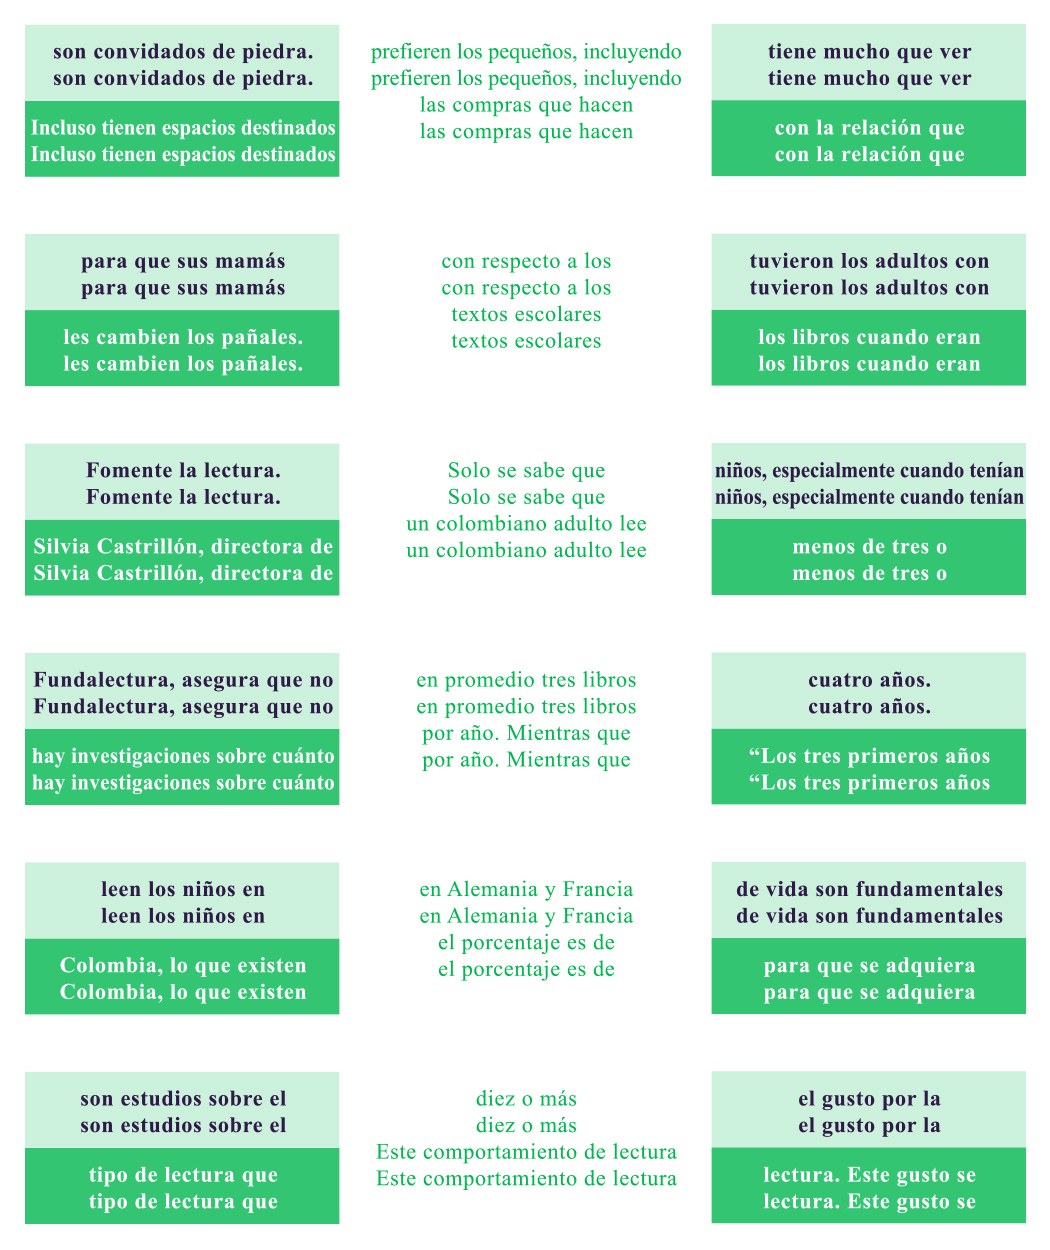 son convidados de piedra.
son convidados de piedra.
Incluso tienen espacios destinados
Incluso tienen espacios destinados
para que sus mamás
para que sus mamás
les cambien los pañales.
les cambien los pañales.
Fomente la lectura.
Fomente la lectura.
Silvia Castrillón, directora de
Silvia Castrillón, directora de
Fundalectura, asegura que no
Fundalectura, asegura que no
hay investigaciones sobre cuánto
hay investigaciones sobre cuánto
leen los niños en
leen los niños en
Colombia, lo que existen
Colombia, lo que existen
son estudios sobre el
son estudios sobre el
tipo de lectura que
tipo de lectura que
prefieren los pequeños, incluyendo
prefieren los pequeños, incluyendo
las compras que hacen
las compras que hacen
con respecto a los
con respecto a los
textos escolares
textos escolares
Solo se sabe que
Solo se sabe que
un colombiano adulto lee
un colombiano adulto lee
en promedio tres libros
en promedio tres libros
por año. Mientras que
por año. Mientras que
en Alemania y Francia
en Alemania y Francia
el porcentaje es de
el porcentaje es de
diez o más
diez o más
Este comportamiento de lectura
Este comportamiento de lectura
tiene mucho que ver
tiene mucho que ver
con la relación que
con la relación que
tuvieron los adultos con
tuvieron los adultos con
los libros cuando eran
los libros cuando eran
niños, especialmente cuando tenían
niños, especialmente cuando tenían
menos de tres o
menos de tres o
cuatro años.
cuatro años.
“Los tres primeros años
“Los tres primeros años
de vida son fundamentales
de vida son fundamentales
para que se adquiera
para que se adquiera
el gusto por la
el gusto por la
lectura. Este gusto se
lectura. Este gusto se